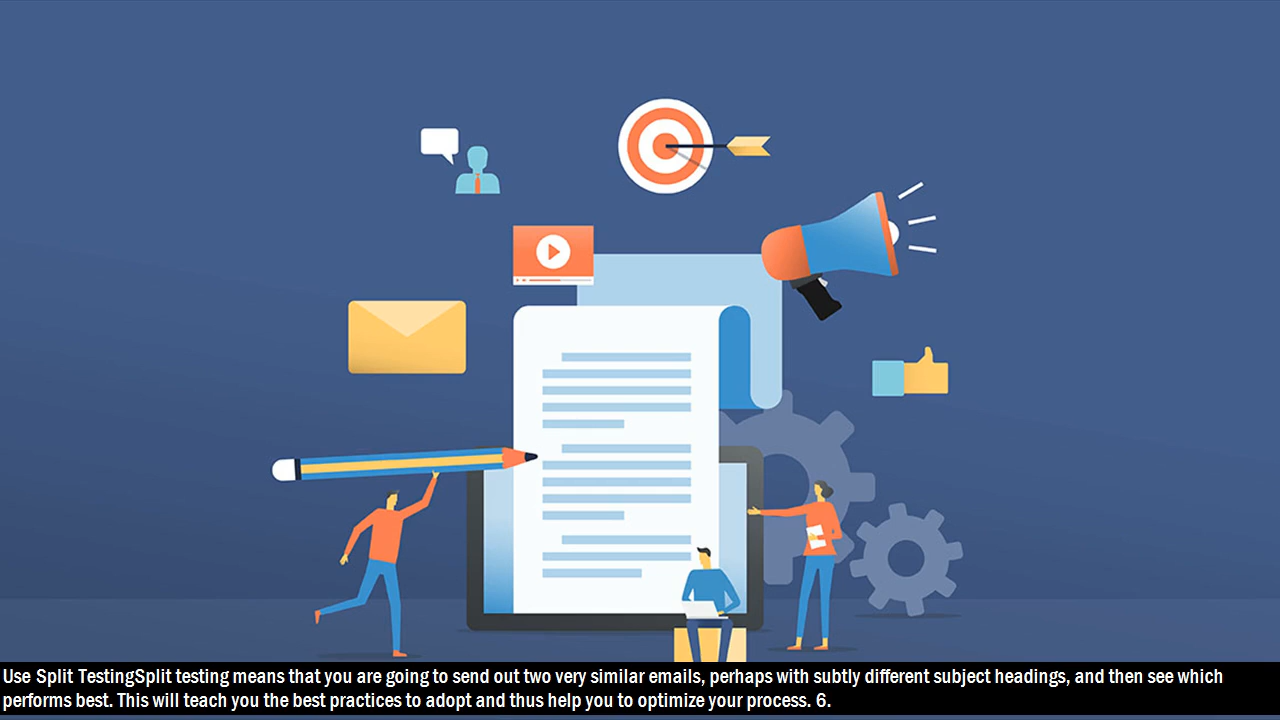 Use Split TestingSplit testing means that you are going to send out two very similar emails, perhaps with subtly different subject headings, and then see which
performs best. This will teach you the best practices to adopt and thus help you to optimize your process. 6.